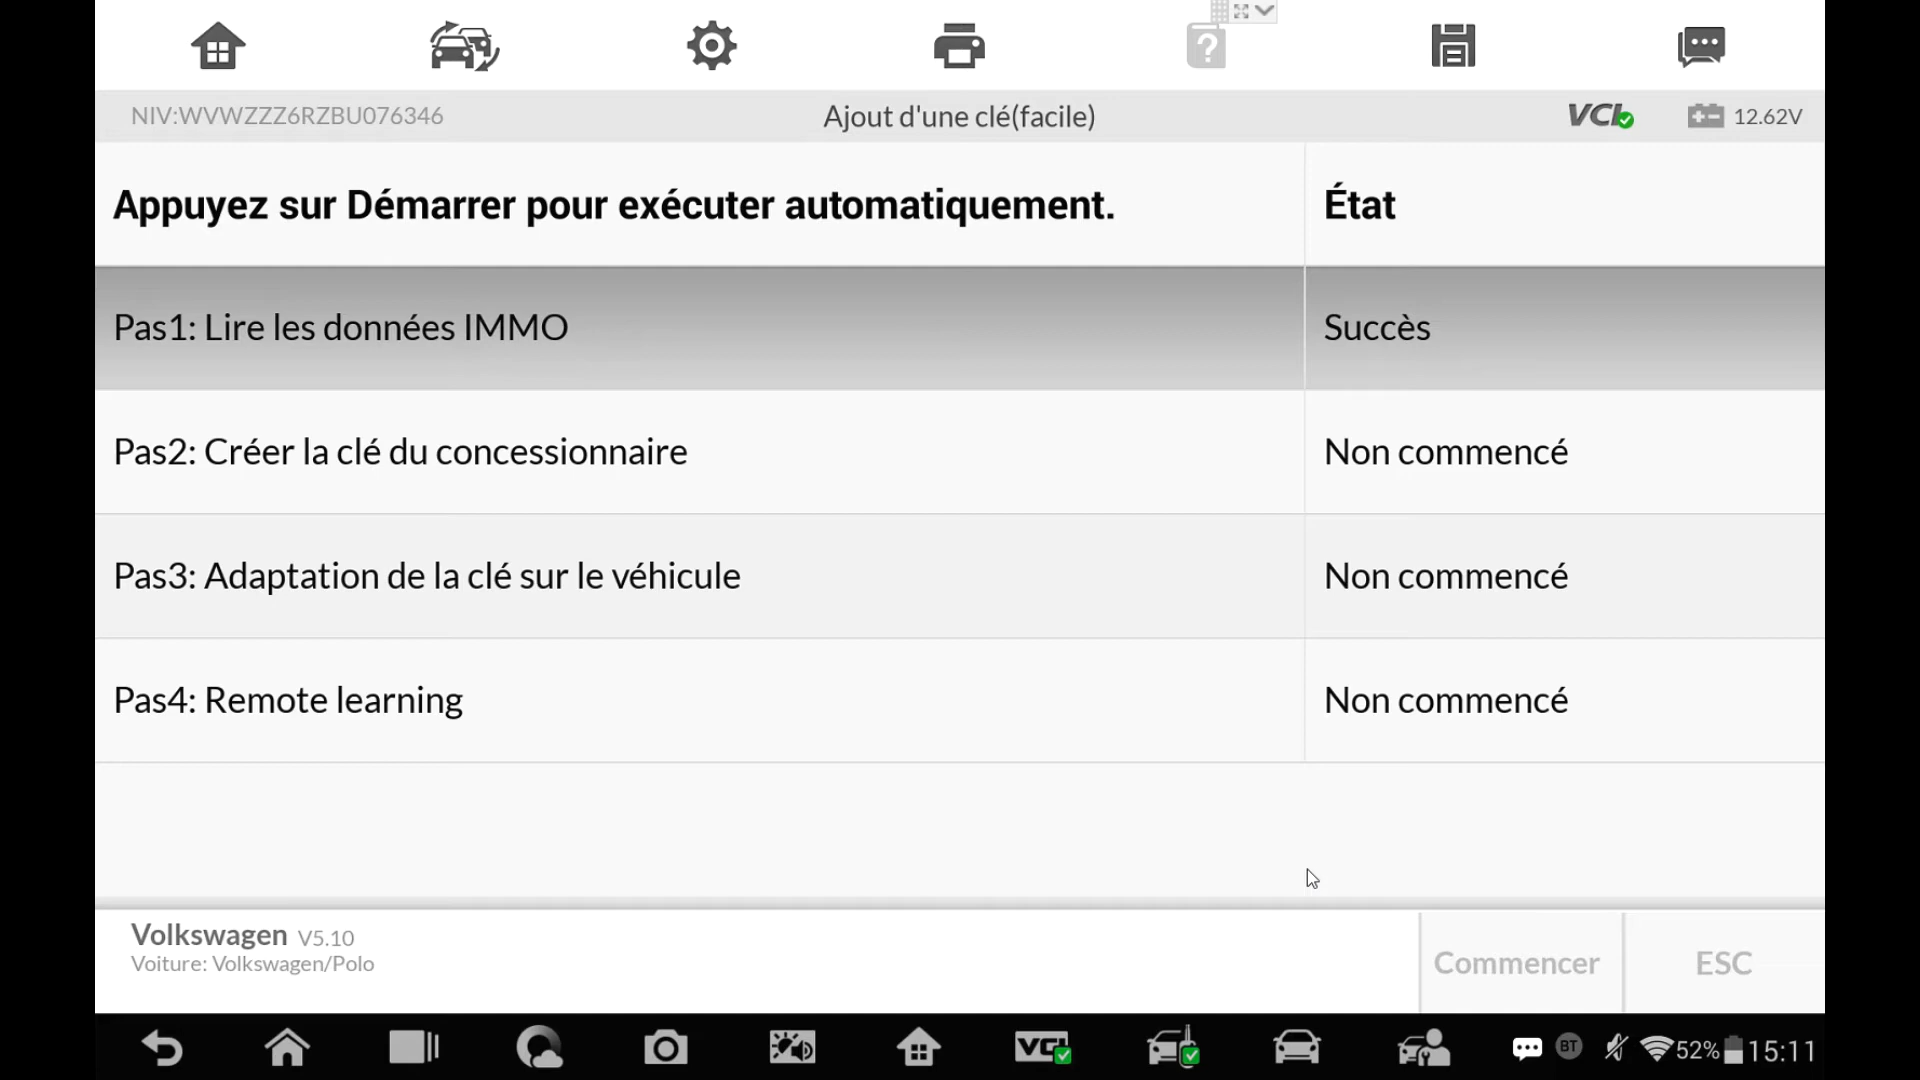 NIV:WVWZZZ6RZBU076346
Ajout d'une clé(facile)
VCI
12.62V
Appuyez sur Démarrer pour exécuter automatiquement.
État
Pas1: Lire les données IMMO
Succès
Pas2: Créer la clé du concessionnaire
Non commencé
Pas3: Adaptation de la clé sur le véhicule
Non commencé
Pas4: Remote learning
Non commencé
Volkswagen V5.10
Voiture: Volkswagen/Polo
Commencer
ESC
VCI
BT
52%
15:11